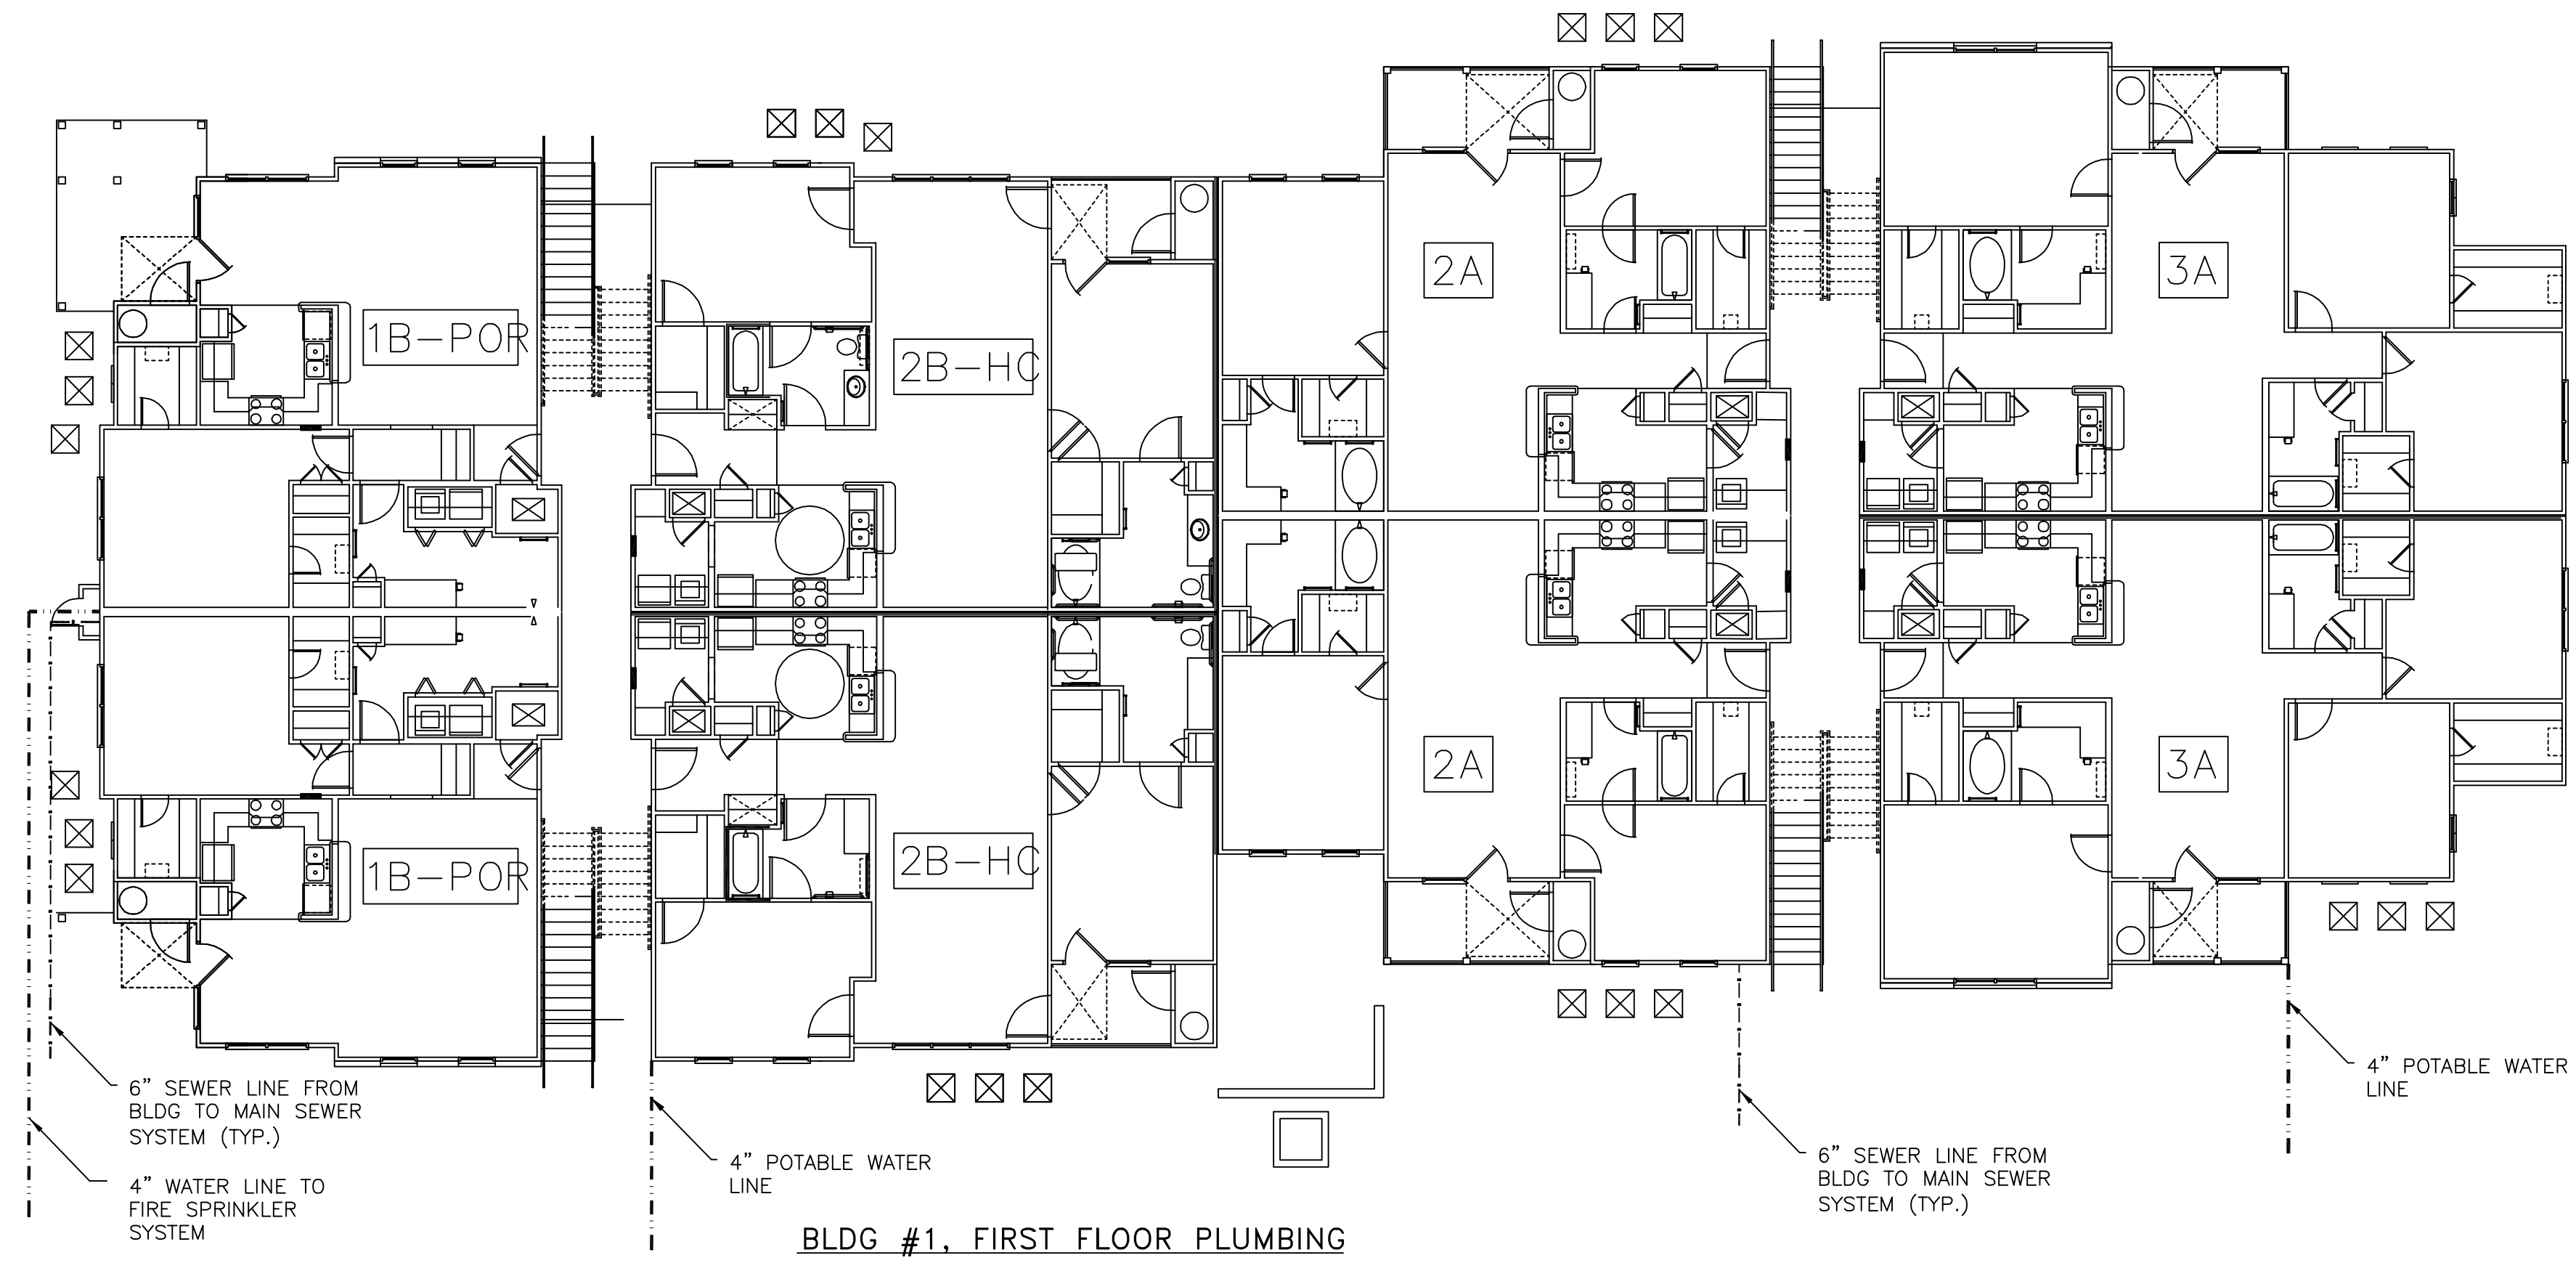 2A
3A
1B-POR
2B-HC
2A
3A
1B-POR
2B-HC
6" SEWER LINE FROM
BLDG TO MAIN SEWER
SYSTEM (TYP.)
4" WATER LINE TO
FIRE SPRINKLER
SYSTEM
4" POTABLE WATER
LINE
6" SEWER LINE FROM
BLDG TO MAIN SEWER
SYSTEM (TYP.)
4" POTABLE WATER
LINE
BLDG #1, FIRST FLOOR PLUMBING